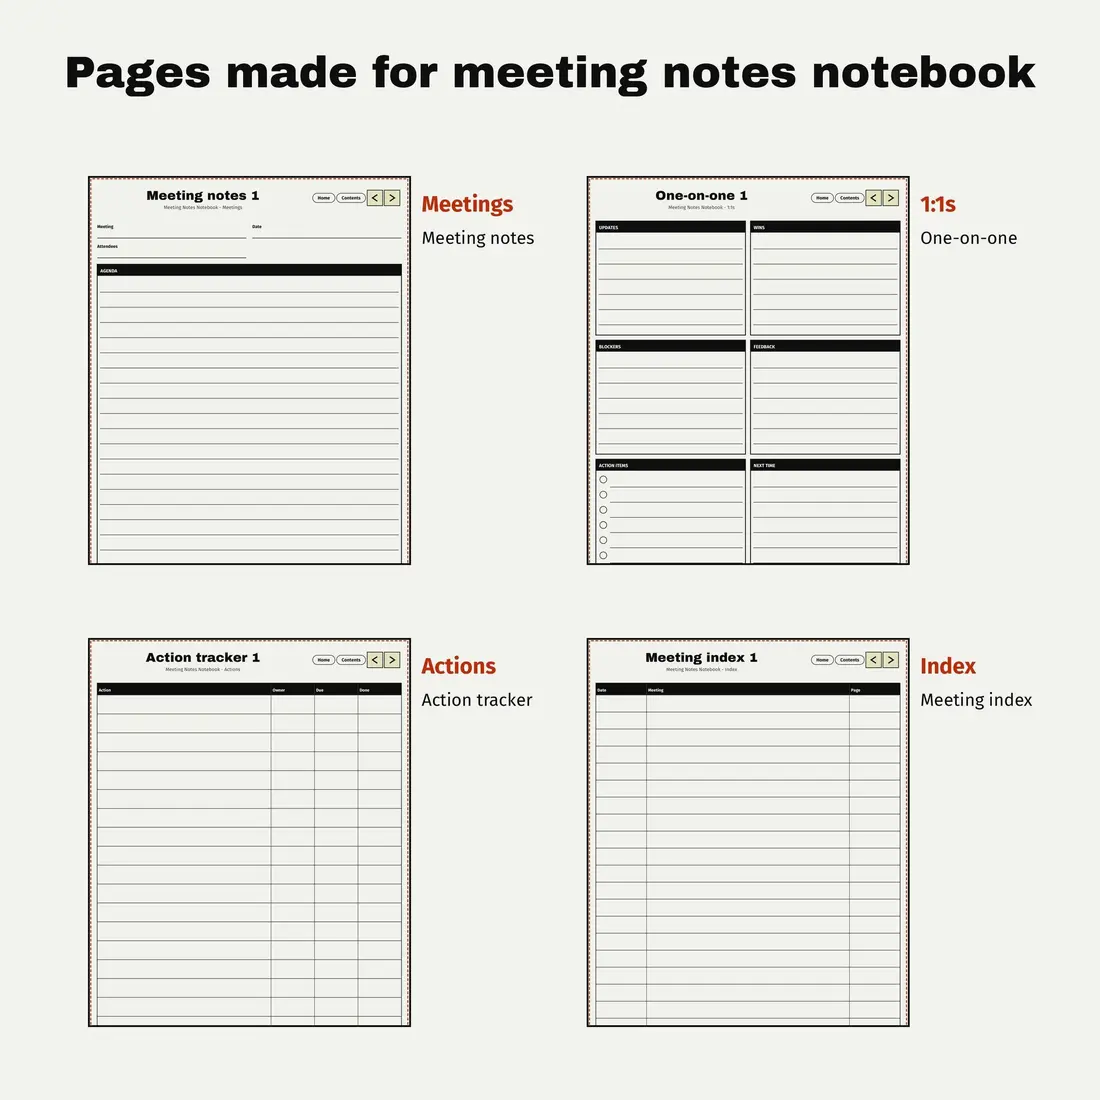 Pages made for meeting notes notebook
Meeting notes 1
Meeting Notes Notebook - Meetings
Home
Contents
<
>
Meeting
Date
Attendees
AGENDA
Meetings
Meeting notes
One-on-one 1
Meeting Notes Notebook - 1:1s
Home
Contents
<
>
UPDATES
WINS
BLOCKERS
FEEDBACK
ACTION ITEMS
NEXT TIME
1:1s
One-on-one
Action tracker 1
Meeting Notes Notebook - Actions
Home
Contents
<
>
Action
Owner
Due
Done
Actions
Action tracker
Meeting index 1
Meeting Notes Notebook - Index
Home
Contents
<
>
Date
Meeting
Page
Index
Meeting index